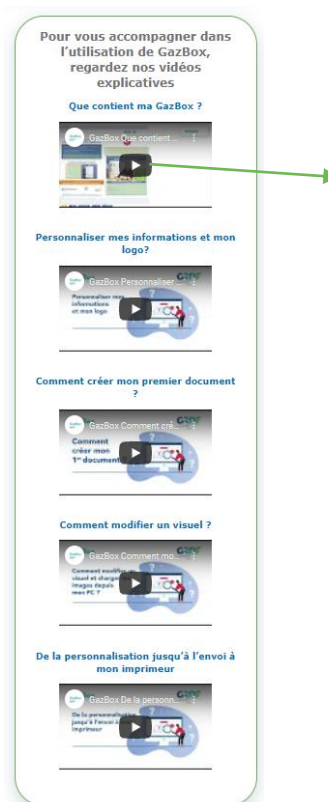 Pour vous accompagner dans
l'utilisation de GazBox,
regardez nos vidéos
explicatives
Que contient ma GazBox ?
GazBox Que contient ...
Personnaliser mes informations et mon
logo?
GazBox Personnaliser ...
Personnaliser mes
informations
et mon logo
Comment créer mon premier document
?
GazBox Comment cré...
Comment
créer mon
1er document ?
Comment modifier un visuel ?
GazBox Comment mo...
Comment modifier un
visuel et charger
images depuis
mon PC ?
De la personnalisation jusqu'à l'envoi à
mon imprimeur
GazBox De la personn...
De la personnalisation
jusqu'à l'envoi à
imprimeur